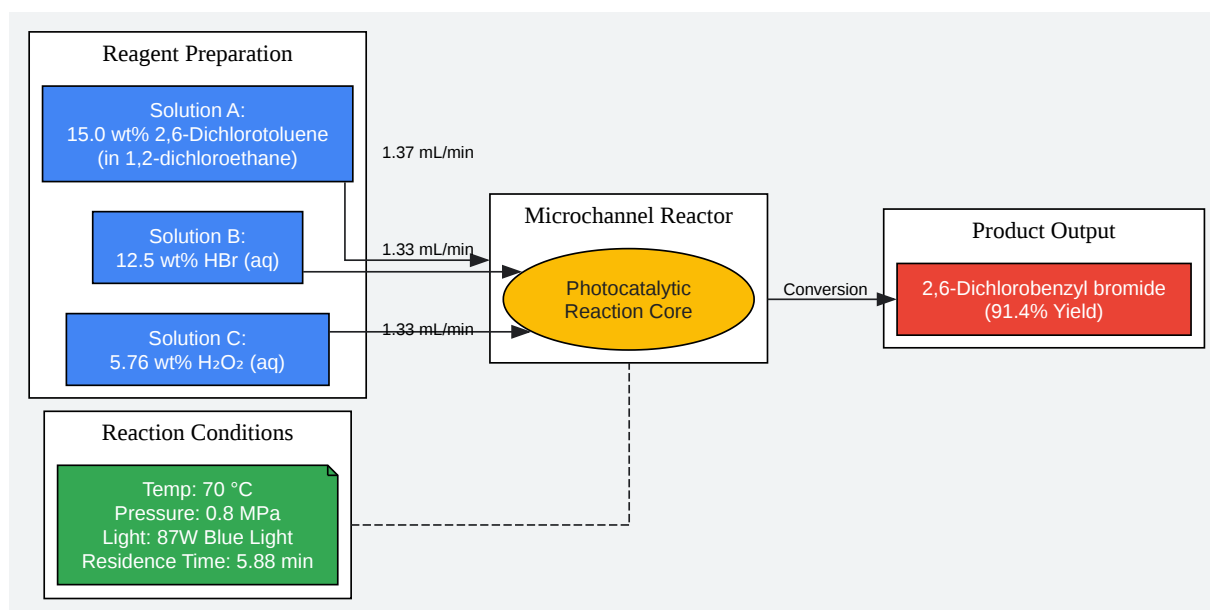 Reagent Preparation
Solution A:
15.0 wt% 2,6-Dichlorotoluene
(in 1,2-dichloroethane)
1.37 mL/min
Solution B:
12.5 wt% HBr (aq)
1.33 mL/min
Solution C:
5.76 wt% H₂O₂ (aq)
1.33 mL/min
Microchannel Reactor
Photocatalytic
Reaction Core
Conversion
Product Output
2,6-Dichlorobenzyl bromide
(91.4% Yield)
Reaction Conditions
Temp: 70 °C
Pressure: 0.8 MPa
Light: 87W Blue Light
Residence Time: 5.88 min